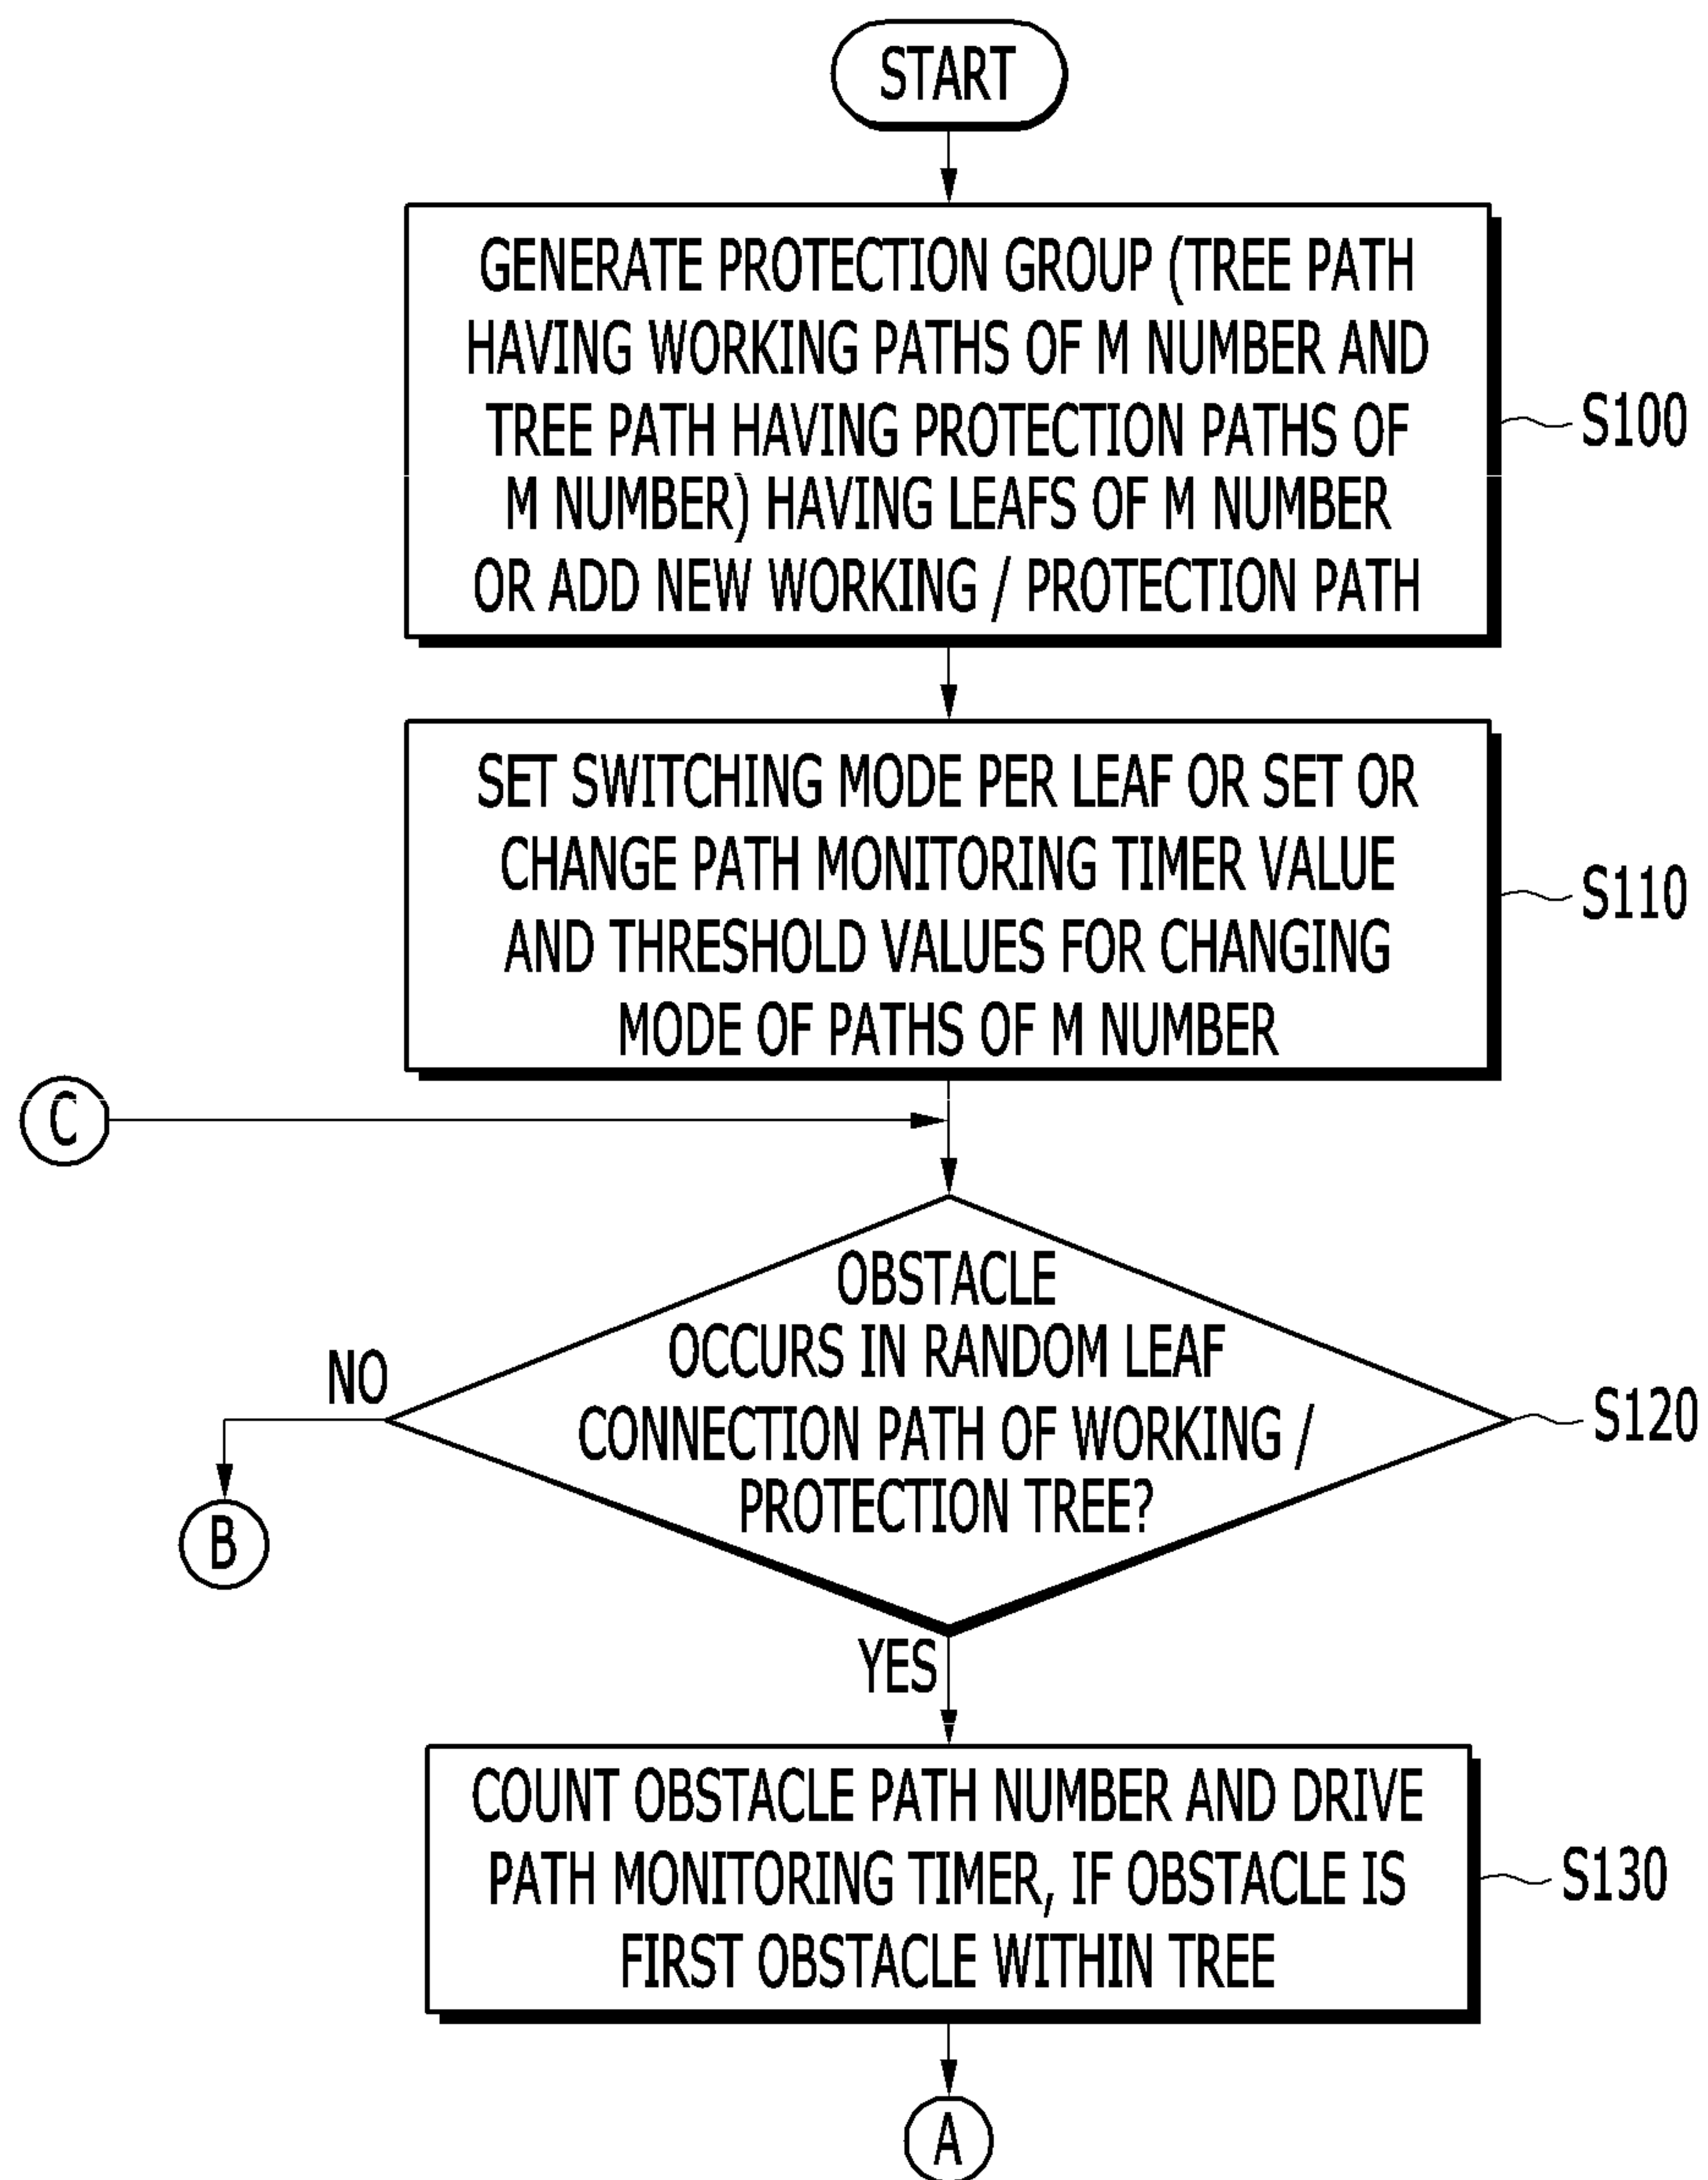 START
GENERATE PROTECTION GROUP (TREE PATH
HAVING WORKING PATHS OF M NUMBER AND
TREE PATH HAVING PROTECTION PATHS OF
M NUMBER) HAVING LEAFS OF M NUMBER
OR ADD NEW WORKING / PROTECTION PATH
S100
SET SWITCHING MODE PER LEAF OR SET OR
CHANGE PATH MONITORING TIMER VALUE
AND THRESHOLD VALUES FOR CHANGING
MODE OF PATHS OF M NUMBER
S110
C
OBSTACLE
OCCURS IN RANDOM LEAF
CONNECTION PATH OF WORKING /
PROTECTION TREE?
S120
NO
B
YES
COUNT OBSTACLE PATH NUMBER AND DRIVE
PATH MONITORING TIMER, IF OBSTACLE IS
FIRST OBSTACLE WITHIN TREE
S130
A